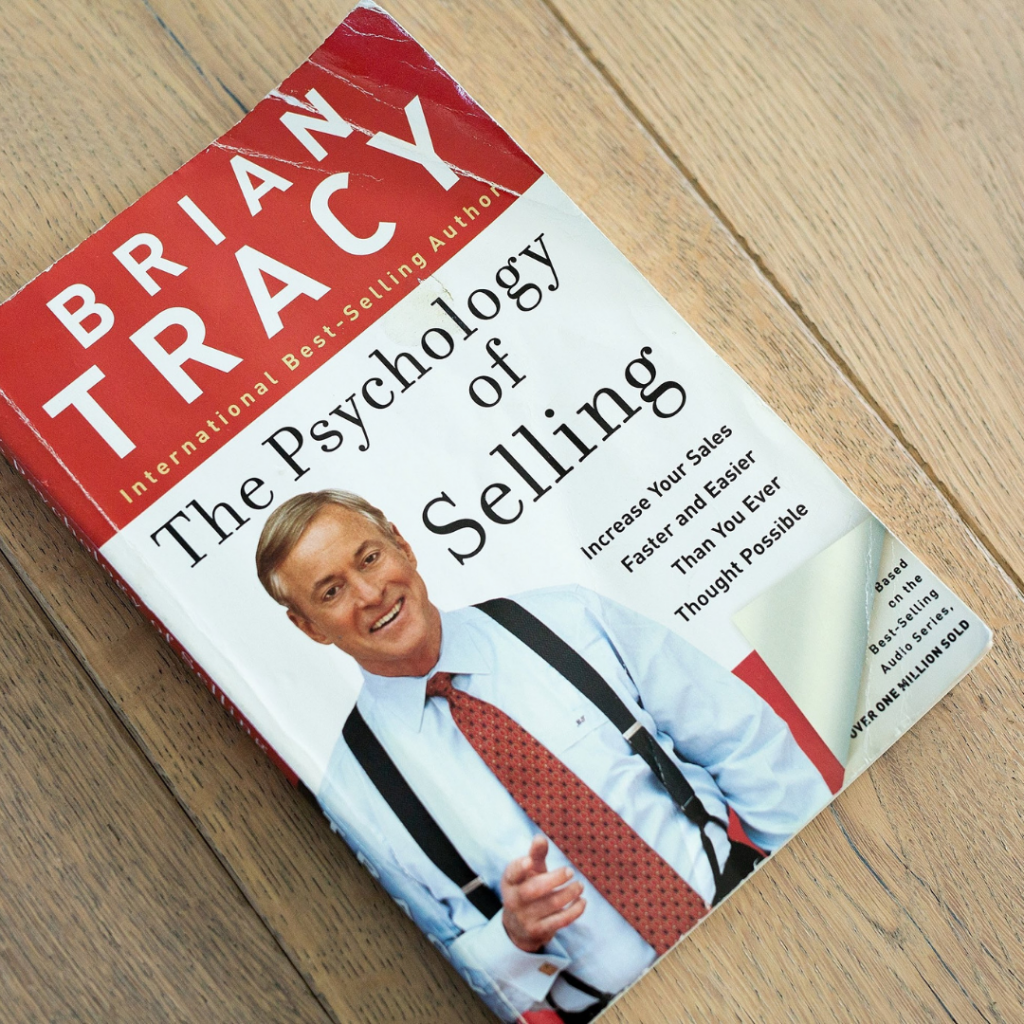 BRIAN
TRACY
International Best-Selling Author
The Psychology
of
Selling
Increase Your Sales
Faster and Easier
Than You Ever
Thought Possible
Based
on the
Best-Selling
Audio Series,
OVER ONE MILLION SOLD